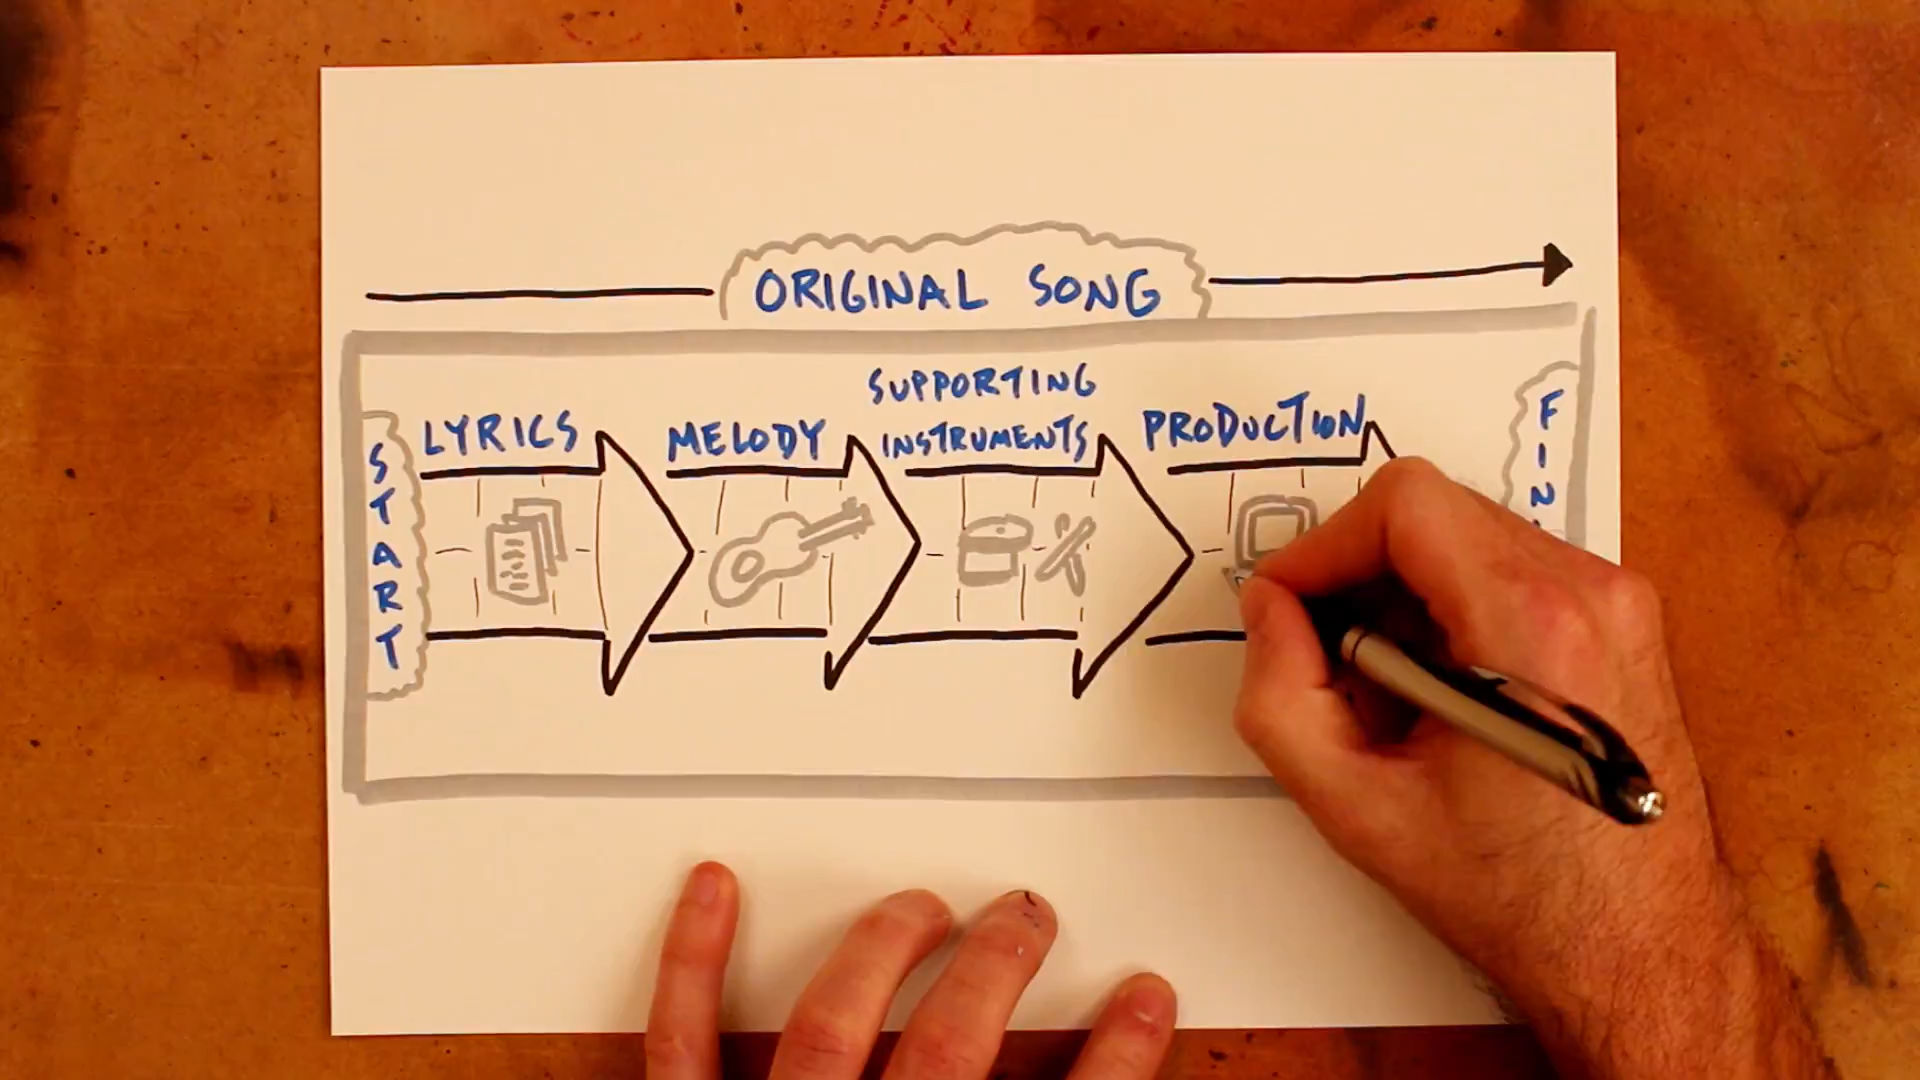 ORIGINAL SONG
START
LYRICS
MELODY
SUPPORTING
INSTRUMENTS
PRODUCTION